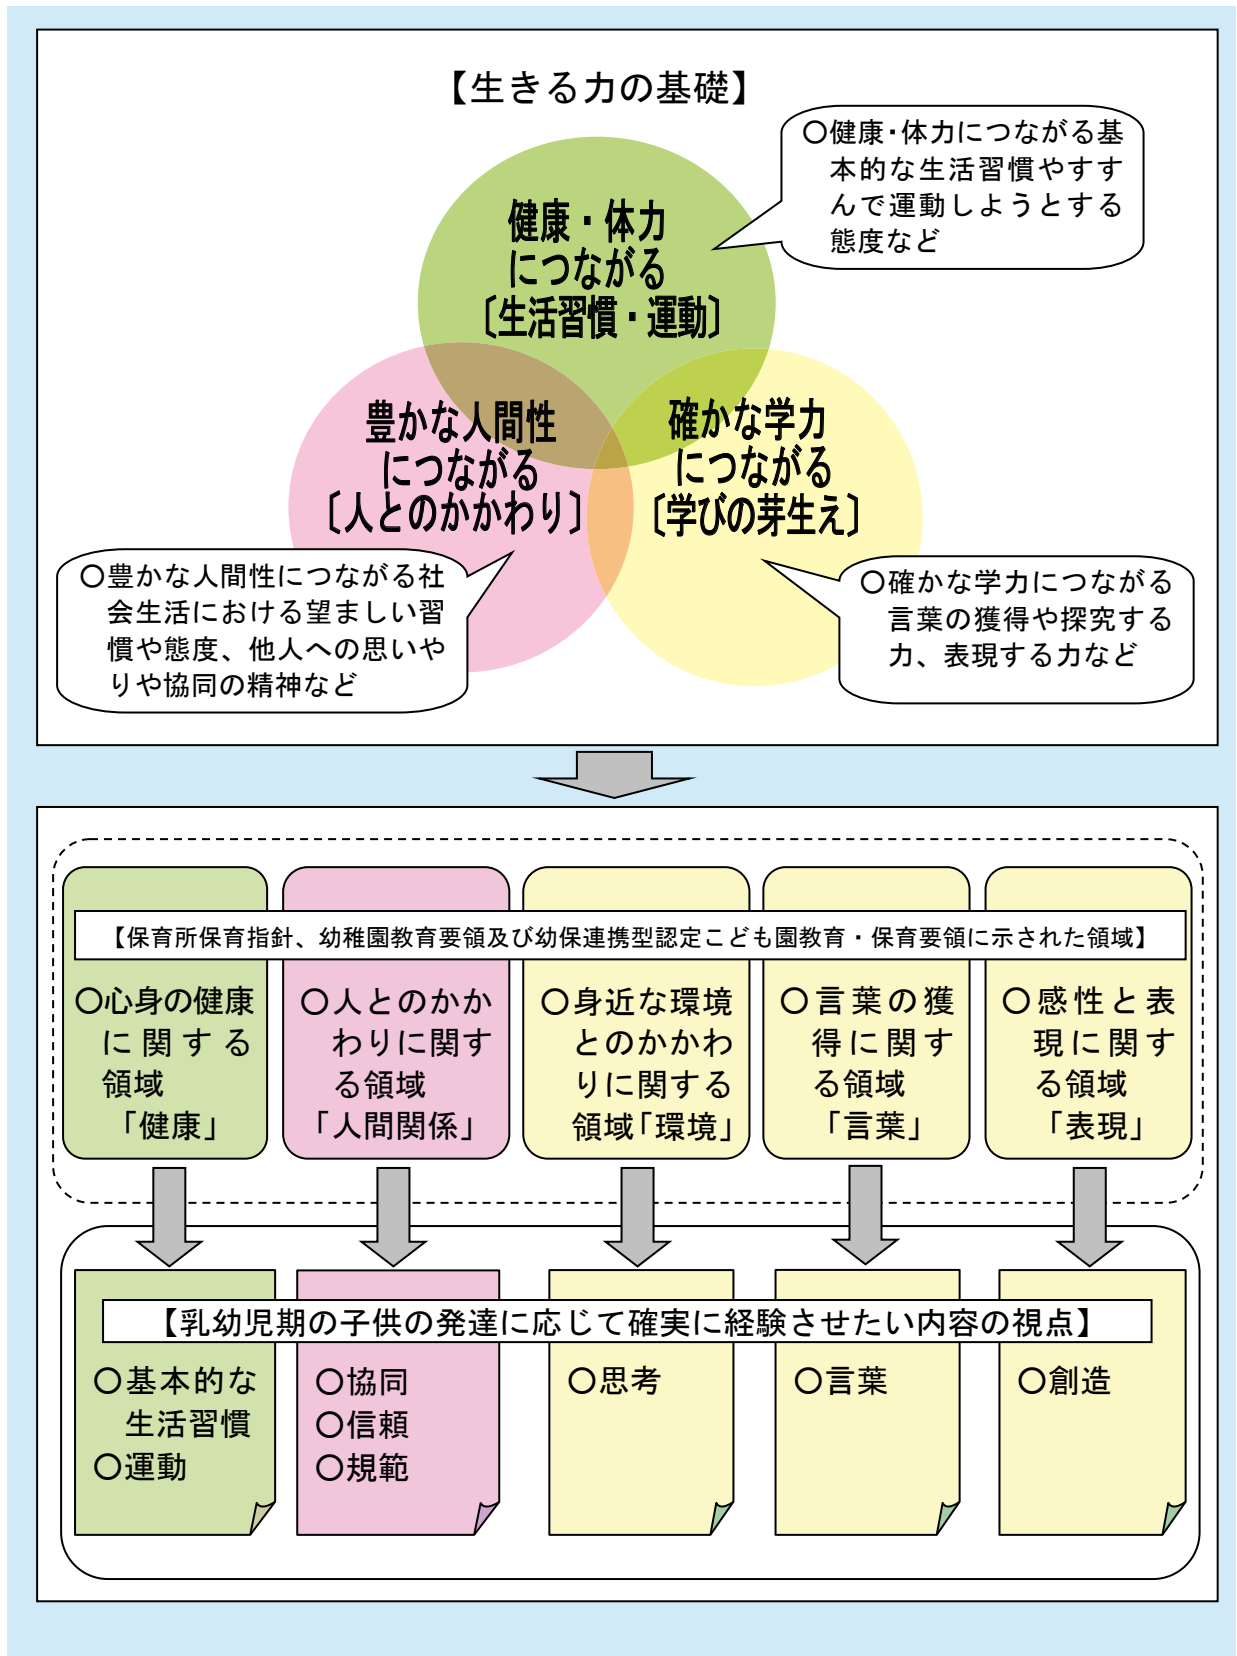 【生きる力の基礎】
○健康・体力につながる基
本的な生活習慣やすす
んで運動しようとする
態度など
健康・体力
につながる
〔生活習慣・運動〕
豊かな人間性
につながる
〔人とのかかわり〕
確かな学力
につながる
〔学びの芽生え〕
○豊かな人間性につながる社
会生活における望ましい習
慣や態度、他人への思いや
りや協同の精神など
○確かな学力につながる
言葉の獲得や探究する
力、表現する力など
【保育所保育指針、幼稚園教育要領及び幼保連携型認定こども園教育・保育要領に示された領域】
○心身の健康
に関する
領域
「健康」
○人とのかか
わりに関す
る領域
「人間関係」
○身近な環境
とのかかわ
りに関する
領域「環境」
○言葉の獲
得に関す
る領域
「言葉」
○感性と表
現に関す
る領域
「表現」
【乳幼児期の子供の発達に応じて確実に経験させたい内容の視点】
○基本的な
生活習慣
○運動
○協同
○信頼
○規範
○思考
○言葉
○創造